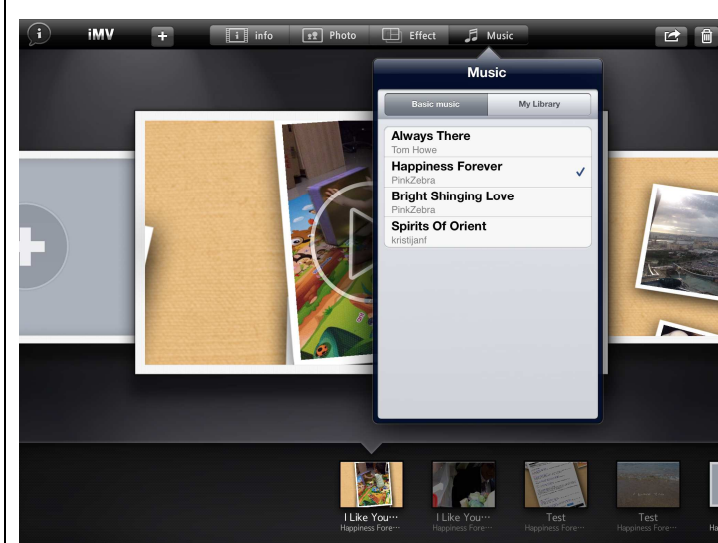 i iMV + info Photo Effect Music
Music
Basic music My Library
Always There
Tom Howe
Happiness Forever
PinkZebra
Bright Shinging Love
PinkZebra
Spirits Of Orient
kristijanf
I Like You… I Like You… Test Test
Happiness Fore… Happiness Fore… Happiness Fore… Happiness Fore… Ha